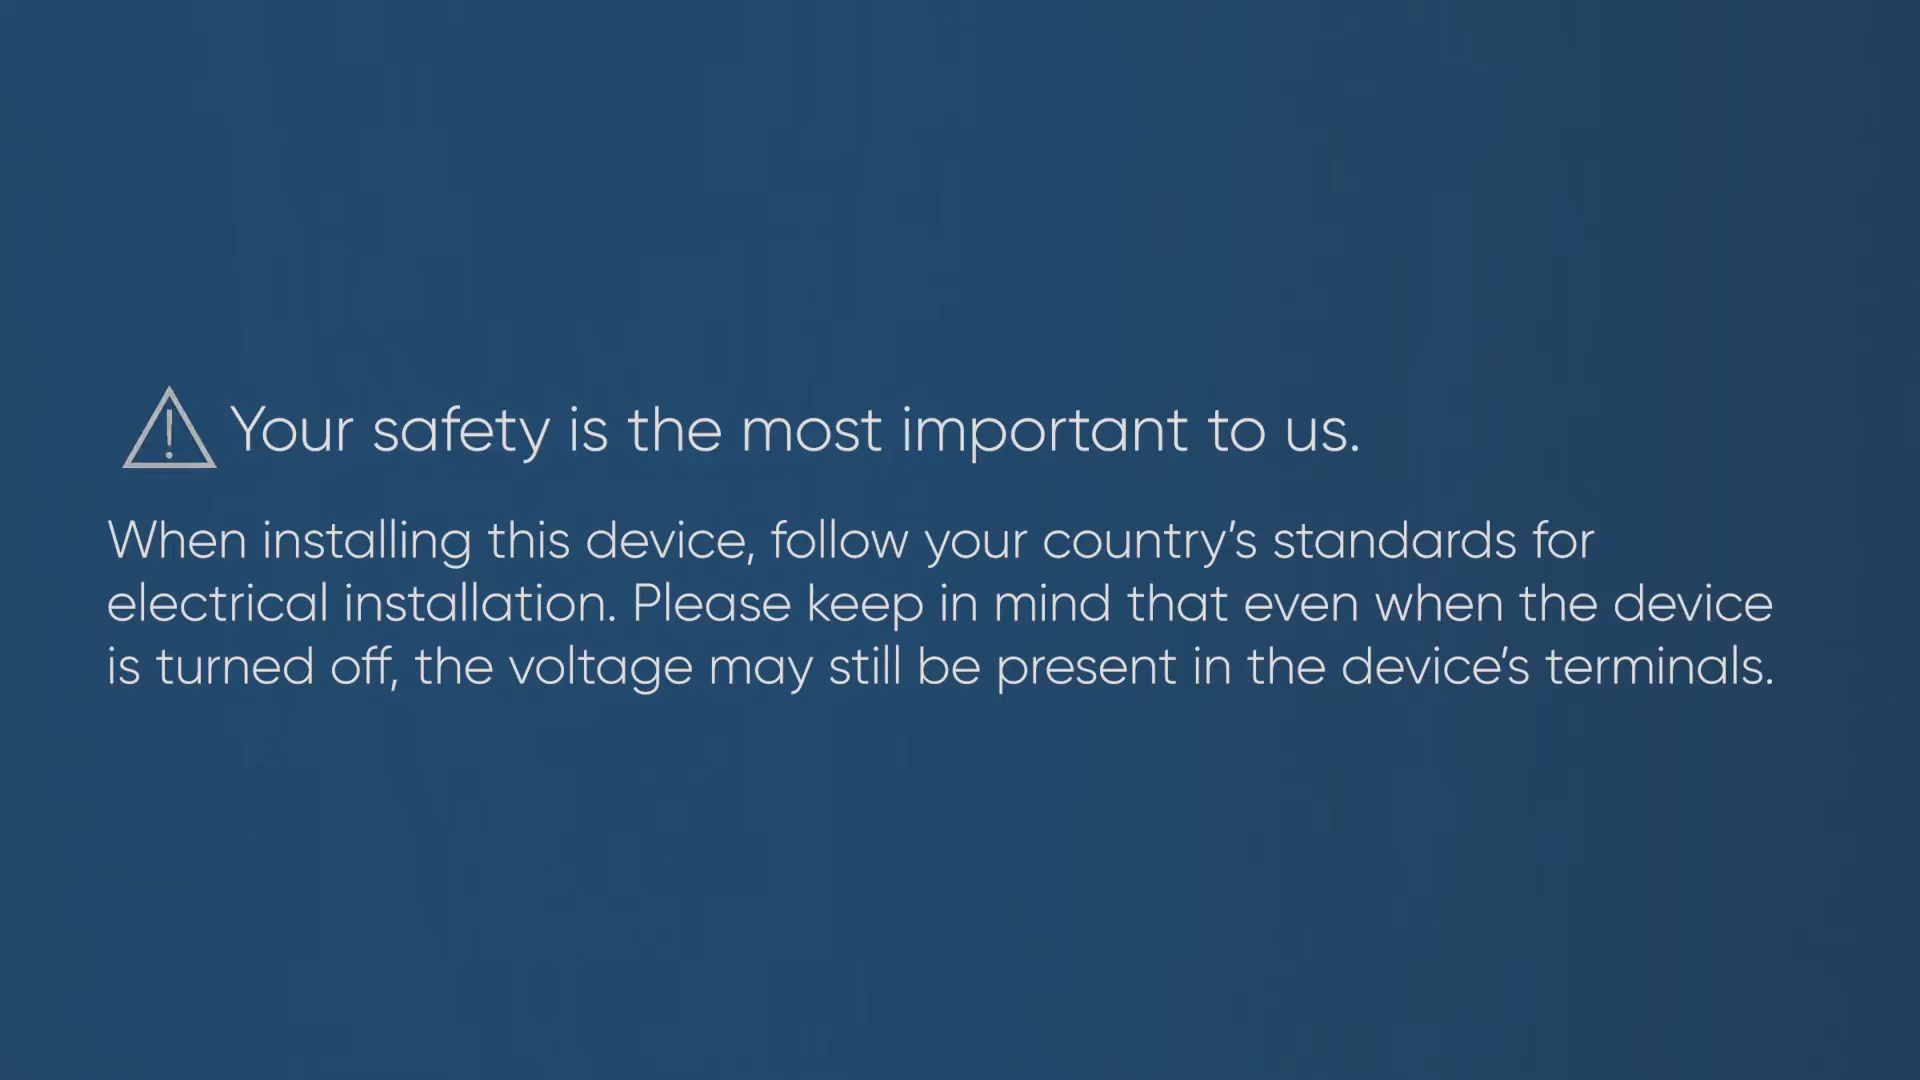 Your safety is the most important to us.
When installing this device, follow your country’s standards for
electrical installation. Please keep in mind that even when the device
is turned off, the voltage may still be present in the device’s terminals.